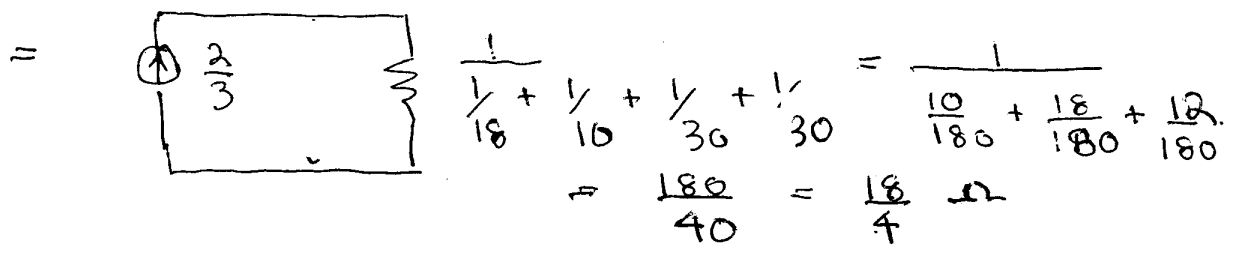 = 2/3 1/(1/18 + 1/10 + 1/30 + 1/30) = 1/(10/180 + 18/180 + 12/180)
= 180/40 = 18/4 Ω